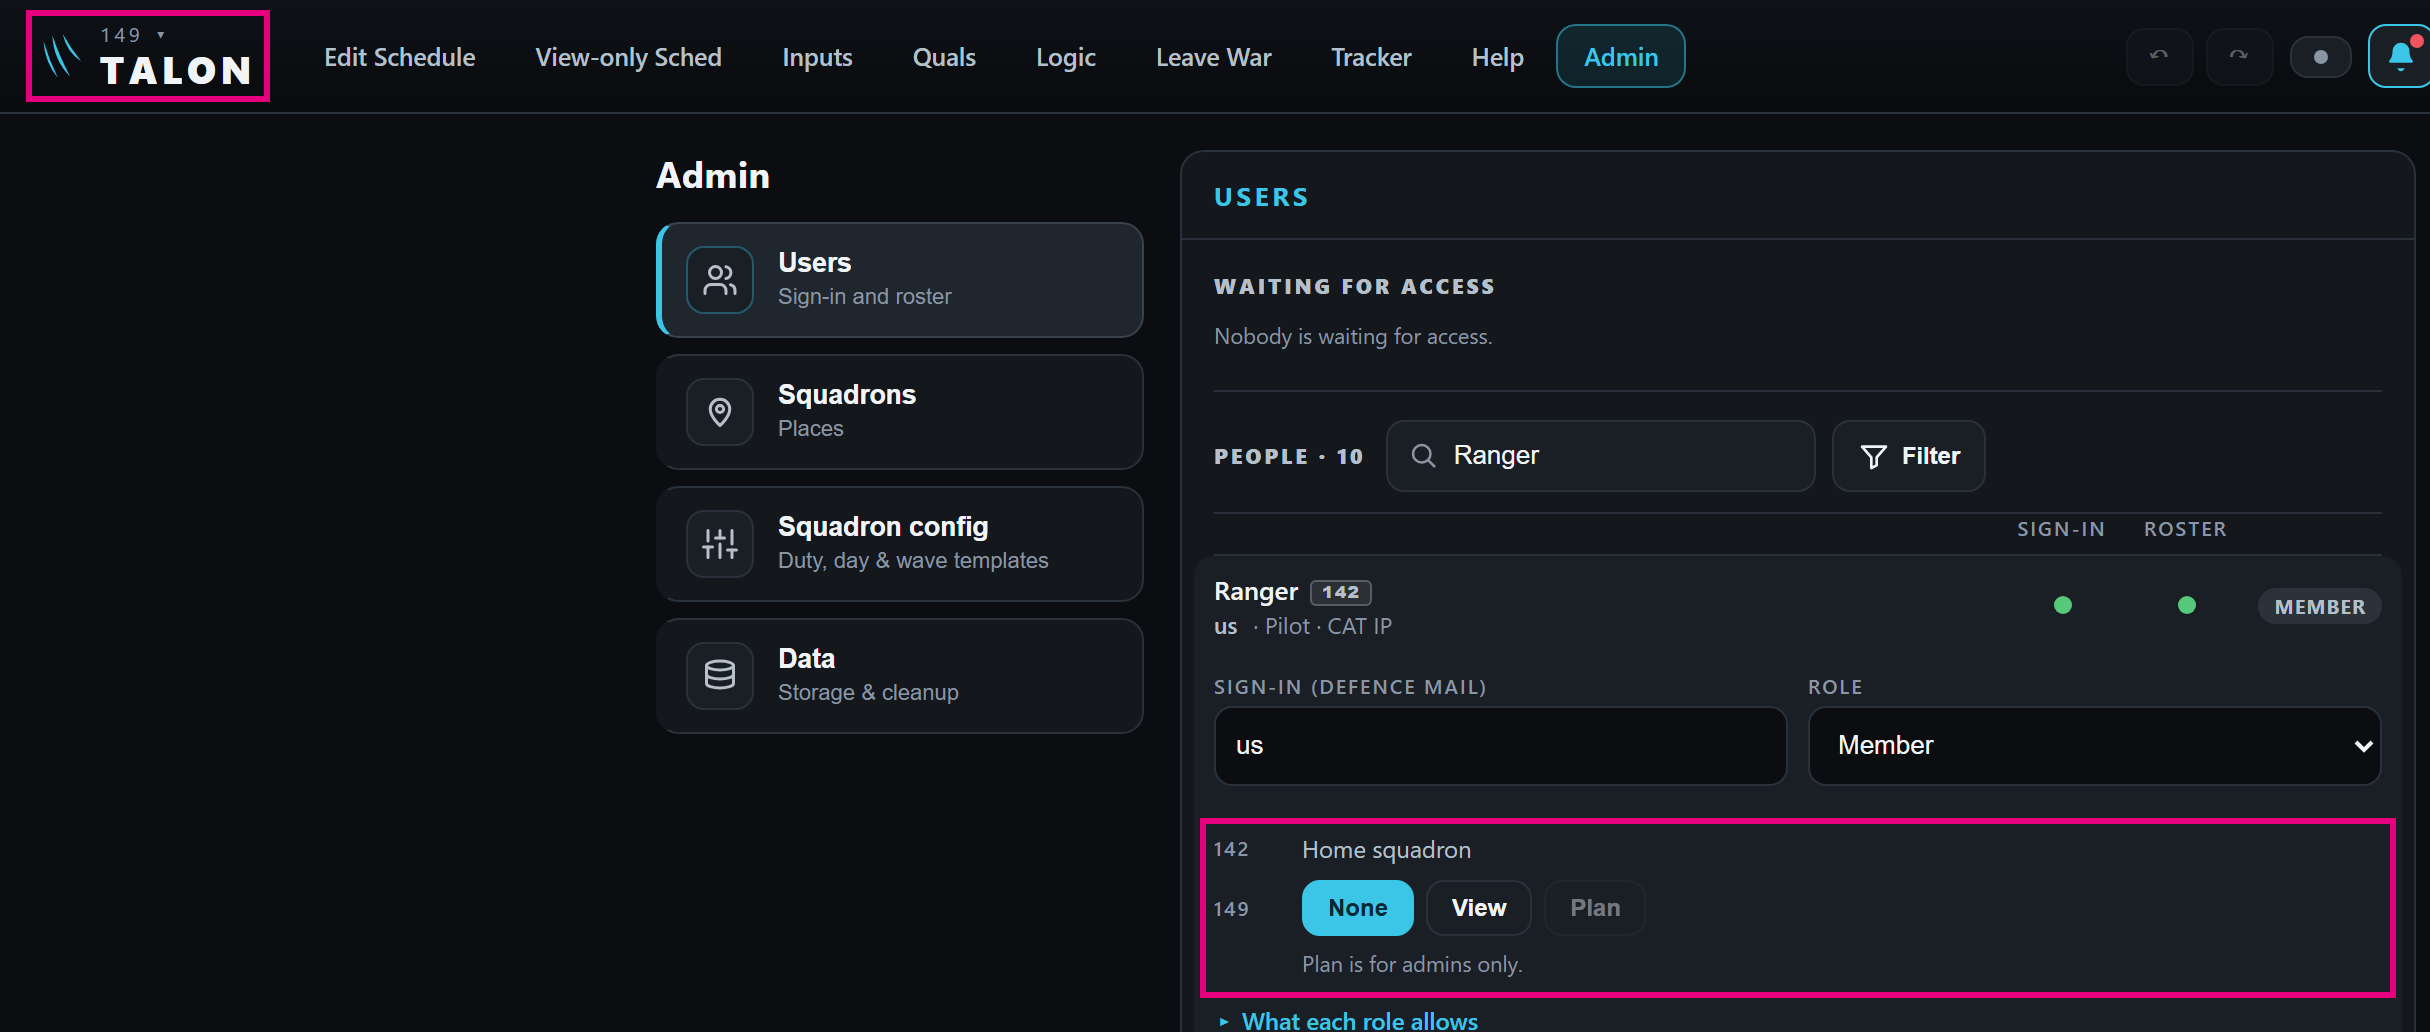 149 ▾
TALON
Edit Schedule
View-only Sched
Inputs
Quals
Logic
Leave War
Tracker
Help
Admin
Admin
Users
Sign-in and roster
Squadrons
Places
Squadron config
Duty, day & wave templates
Data
Storage & cleanup
USERS
WAITING FOR ACCESS
Nobody is waiting for access.
PEOPLE · 10
Ranger
Filter
SIGN-IN ROSTER
Ranger 142
us · Pilot · CAT IP
MEMBER
SIGN-IN (DEFENCE MAIL)
ROLE
us
Member
142 Home squadron
149 None View Plan
Plan is for admins only.
▸ What each role allows